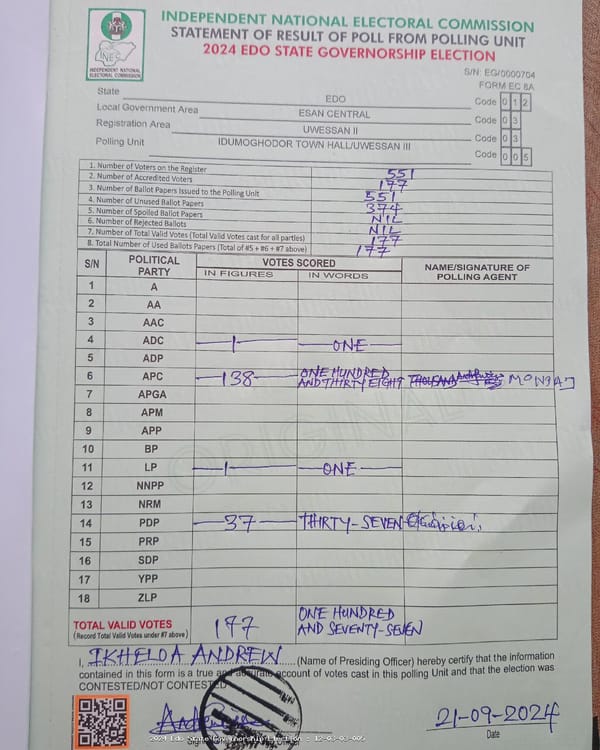 INDEPENDENT NATIONAL ELECTORAL COMMISSION
STATEMENT OF RESULT OF POLL FROM POLLING UNIT
2024 EDO STATE GOVERNORSHIP ELECTION
INEC
INDEPENDENT NATIONAL
ELECTORAL COMMISSION
S/N: EG/0000704
FORM EC 8A
State EDO Code 0 1 2
Local Government Area ESAN CENTRAL Code 0 3
Registration Area UWESSAN II Code 0 3
Polling Unit IDUMOGHODOR TOWN HALL/UWESSAN III Code 0 0 5
1. Number of Voters on the Register 551
2. Number of Accredited Voters 177
3. Number of Ballot Papers Issued to the Polling Unit 551
4. Number of Unused Ballot Papers 374
5. Number of Spoiled Ballot Papers NIL
6. Number of Rejected Ballots NIL
7. Number of Total Valid Votes (Total Valid Votes cast for all parties) 177
8. Total Number of Used Ballots Papers (Total of #5 + #6 + #7 above) 177
S/N POLITICAL PARTY VOTES SCORED NAME/SIGNATURE OF POLLING AGENT
IN FIGURES IN WORDS
1 A
2 AA
3 AAC
4 ADC 1 ONE
5 ADP
6 APC 138 ONE HUNDRED AND THIRTY EIGHT THOUSAND MONDAY
7 APGA
8 APM
9 APP
10 BP
11 LP 1 ONE
12 NNPP
13 NRM
14 PDP 37 THIRTY-SEVEN
15 PRP
16 SDP
17 YPP
18 ZLP
ORIGINAL
TOTAL VALID VOTES 177 ONE HUNDRED AND SEVENTY-SEVEN
(Record Total Valid Votes under #7 above)
I, IKHELOA ANDREW (Name of Presiding Officer) hereby certify that the information
contained in this form is a true and accurate account of votes cast in this polling Unit and that the election was
CONTESTED/NOT CONTESTED
21-09-2024
Date
2024 Edo State Governorship Election : 12-03-03-005